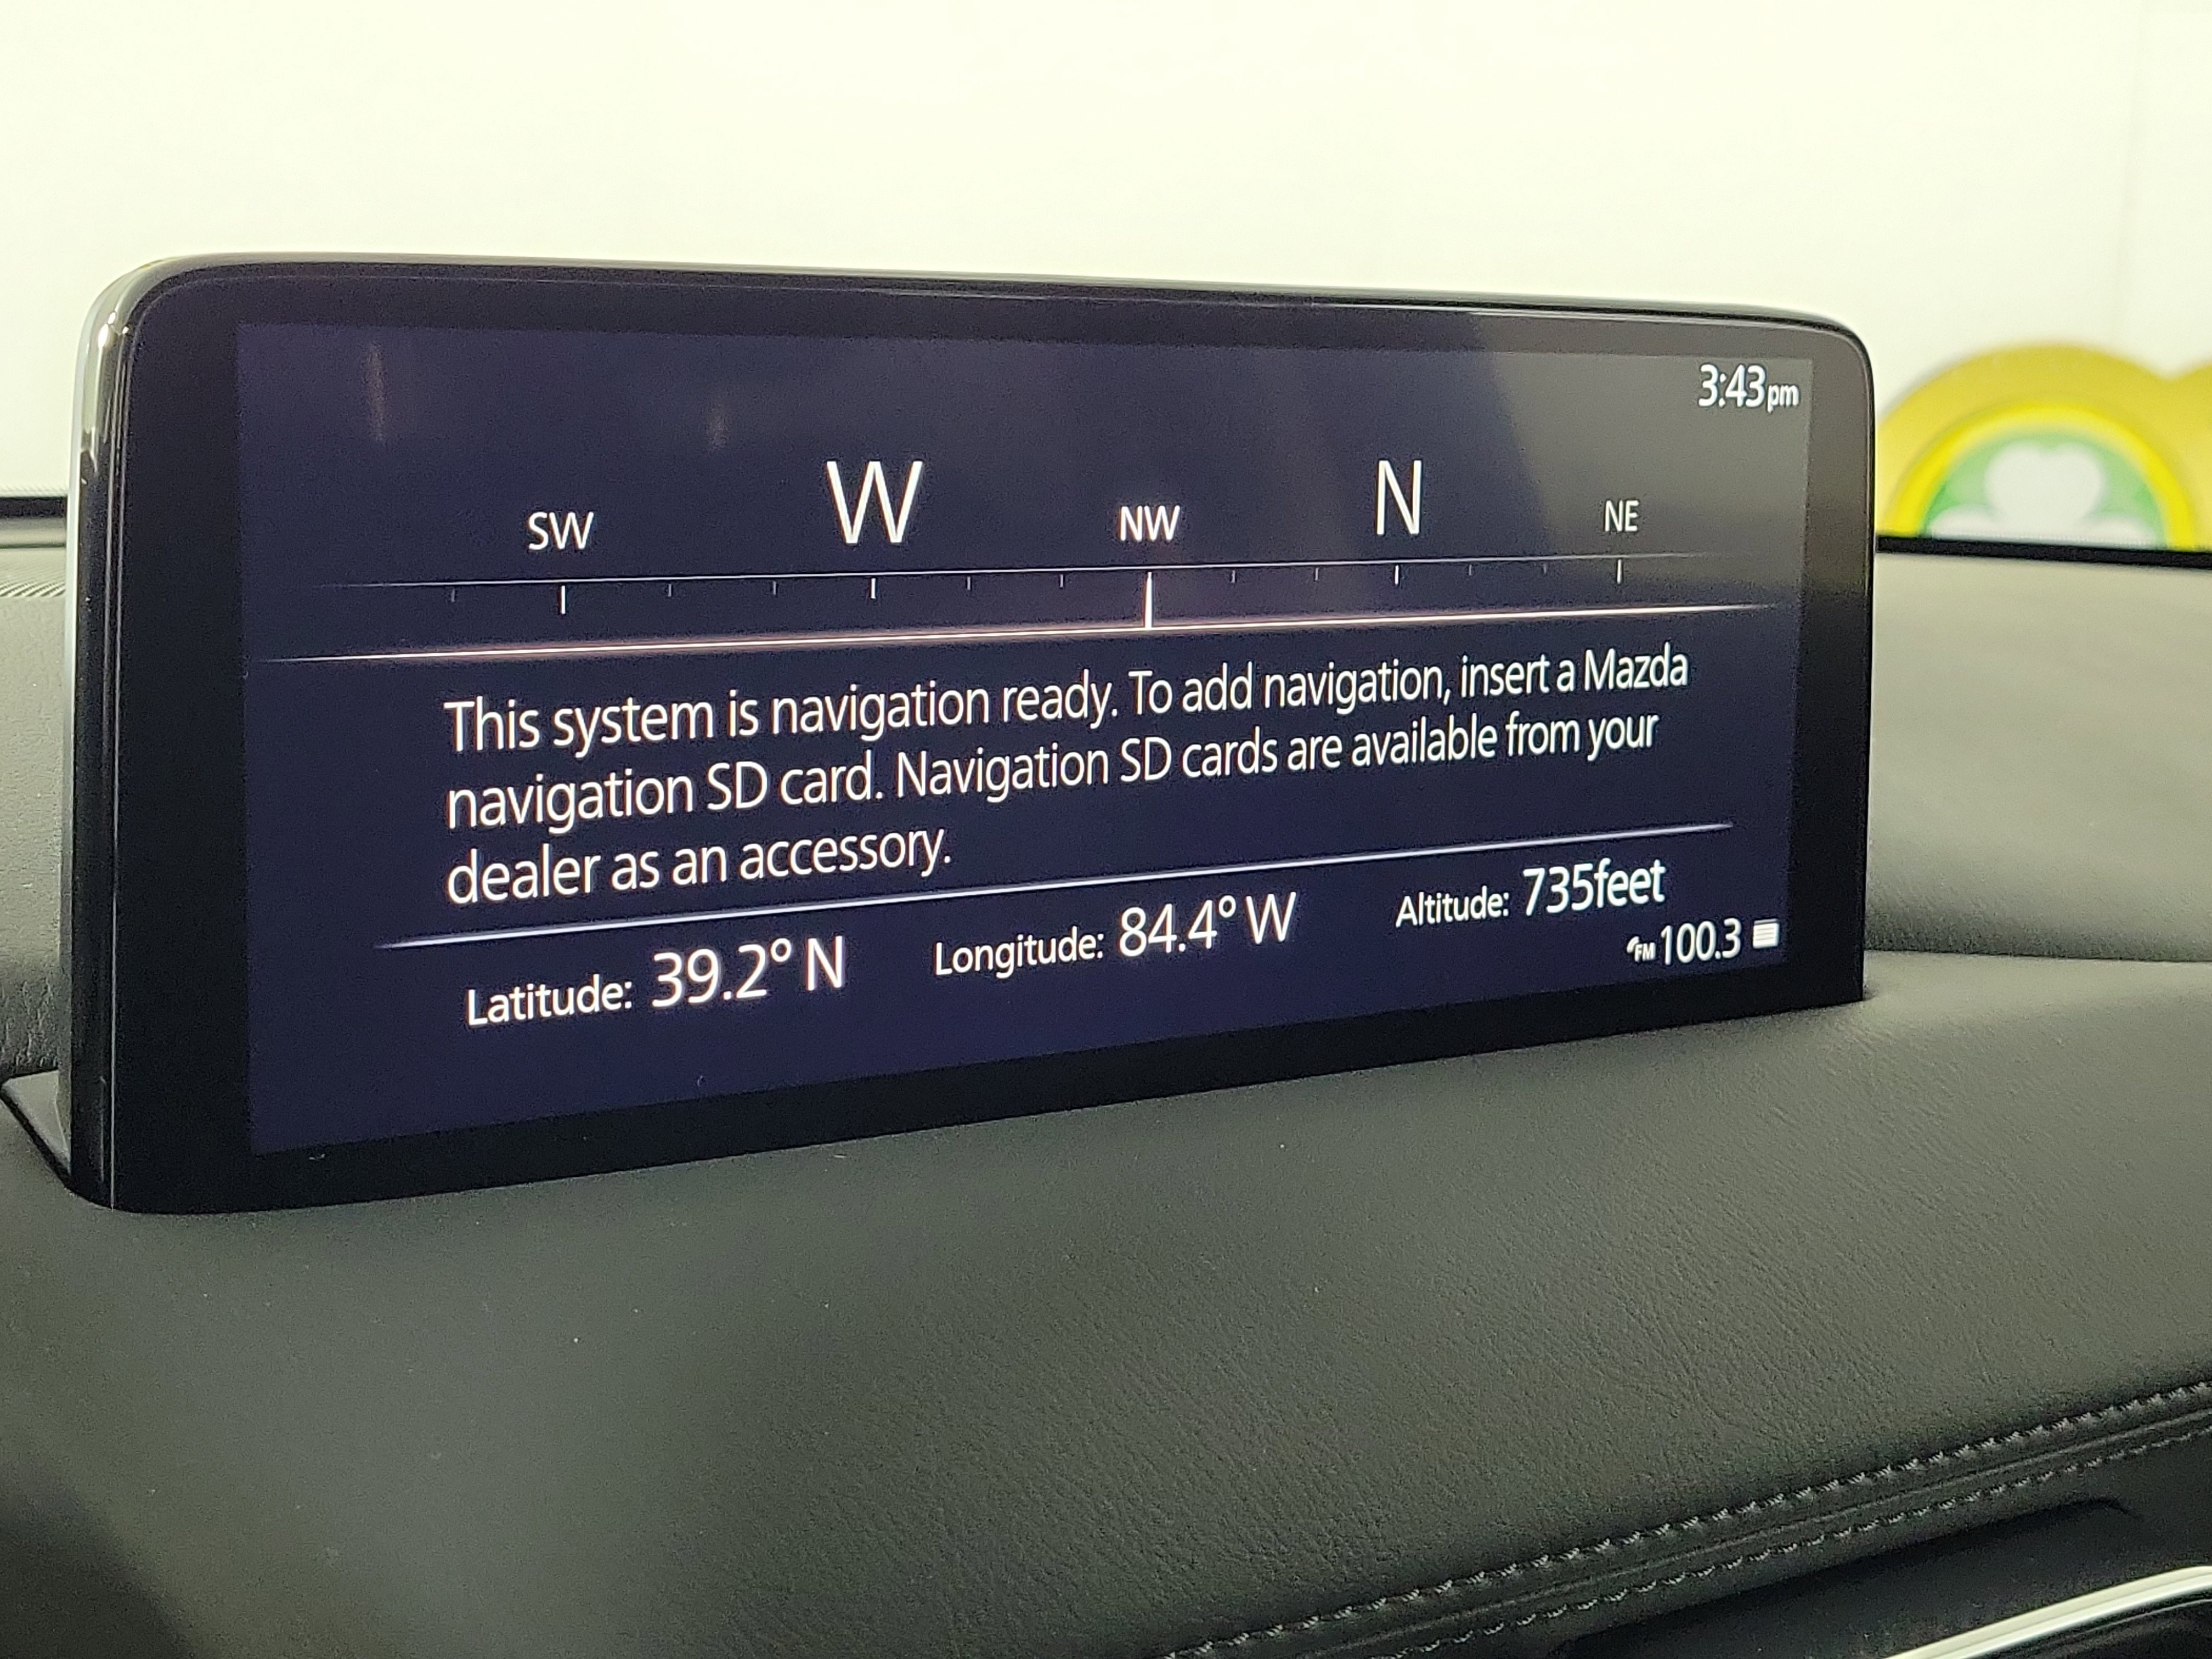 3:43pm
SW W NW N NE
This system is navigation ready. To add navigation, insert a Mazda
navigation SD card. Navigation SD cards are available from your
dealer as an accessory.
Latitude: 39.2° N Longitude: 84.4° W Altitude: 735feet
FM 100.3